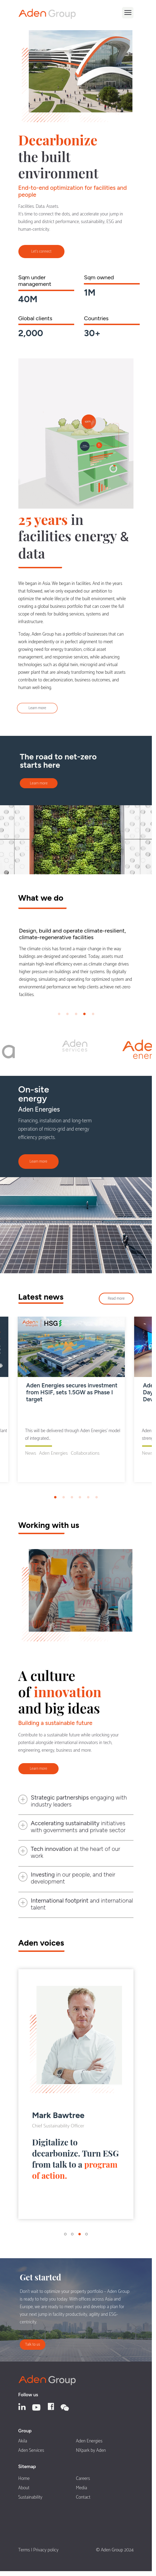 Aden Group
Decarbonize
the built
environment
End-to-end optimization for facilities and
people
Facilities. Data. Assets.
It's time to connect the dots, and accelerate your jump in
building and district performance, sustainability, ESG and
human centricity.
Let's connect
Sqm under
management
40M
Sqm owned
1M
Global clients
2,000
Countries
30+
25 years in
facilities energy &
data
We began in Asia. We began in facilities. And in the years
that followed, we've only expanded our ambition to
optimize the whole lifecycle of the built environment, while
creating a global business portfolio that can cover the full
scope of needs for building services, systems and
infrastructure.
Today, Aden Group has a portfolio of businesses that can
work independently or in perfect alignment to meet
growing need for energy transition, critical asset
management, and responsive services, while advancing
technologies such as digital twin, microgrid and virtual
power plant that are already transforming how built assets
contribute to decarbonization, business outcomes, and
human well-being.
Learn more
The road to net-zero
starts here
Learn more
What we do
Design, build and operate climate-resilient,
climate-regenerative facilities
The climate crisis has forced a major change in the way
buildings are designed and operated. Today, assets need to
maintain high-level efficiency even as climate change drives
higher pressure on buildings and their systems. By digitally
designing, simulating and operating for optimized system
and maintenance performance we help clients achieve net-zero
facilities.
a
Aden
SERVICES
Aden
energ
On-site
energy
Aden Energies
Financing, installation and long-term
operation of micro-grid and energy
efficiency projects.
Learn more
Latest news
Read more
Aden
HSG
Aden Energies secures investment
from HSIF, sets 1.5GW as Phase I
target
This will be delivered through Aden Energies' model
of integrated..
News, Aden Energies, Collaborations
Working with us
A culture
of innovation
and big ideas
Building a sustainable future
Contribute to a sustainable future while unlocking your
potential alongside international innovators in tech,
engineering, energy, business and more.
Learn more
Strategic partnerships engaging with
industry leaders
Accelerating sustainability initiatives
with governments and private sector
Tech innovation at the heart of our
work
Investing in our people, and their
development
International footprint and international
talent
Aden voices
Mark Bawtree
Chief Sustainability Officer
Digitalize to
decarbonize. Turn ESG
from talk to a program
of action.
Get started
Don't wait to optimize your property portfolio – Aden Group
is ready to help you today. With offices across Asia and
Europe, we are ready to meet you and develop a plan for
your next jump in facility productivity, agility and ESG-
centricity.
Talk to us
Aden Group
Follow us
Group
Akila
Aden Energies
Aden Services
NXpark by Aden
Sitemap
Home
Careers
About
Media
Sustainability
Contact
Terms | Privacy policy
© Aden Group 2024